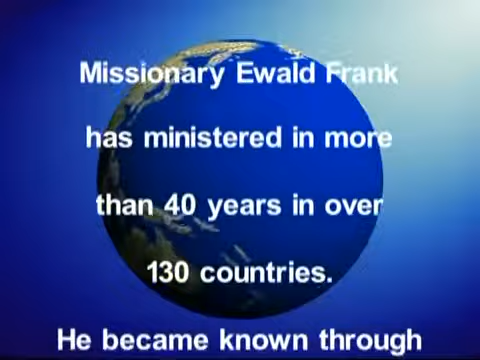 Missionary Ewald Frank
has ministered in more
than 40 years in over
130 countries.
He became known through